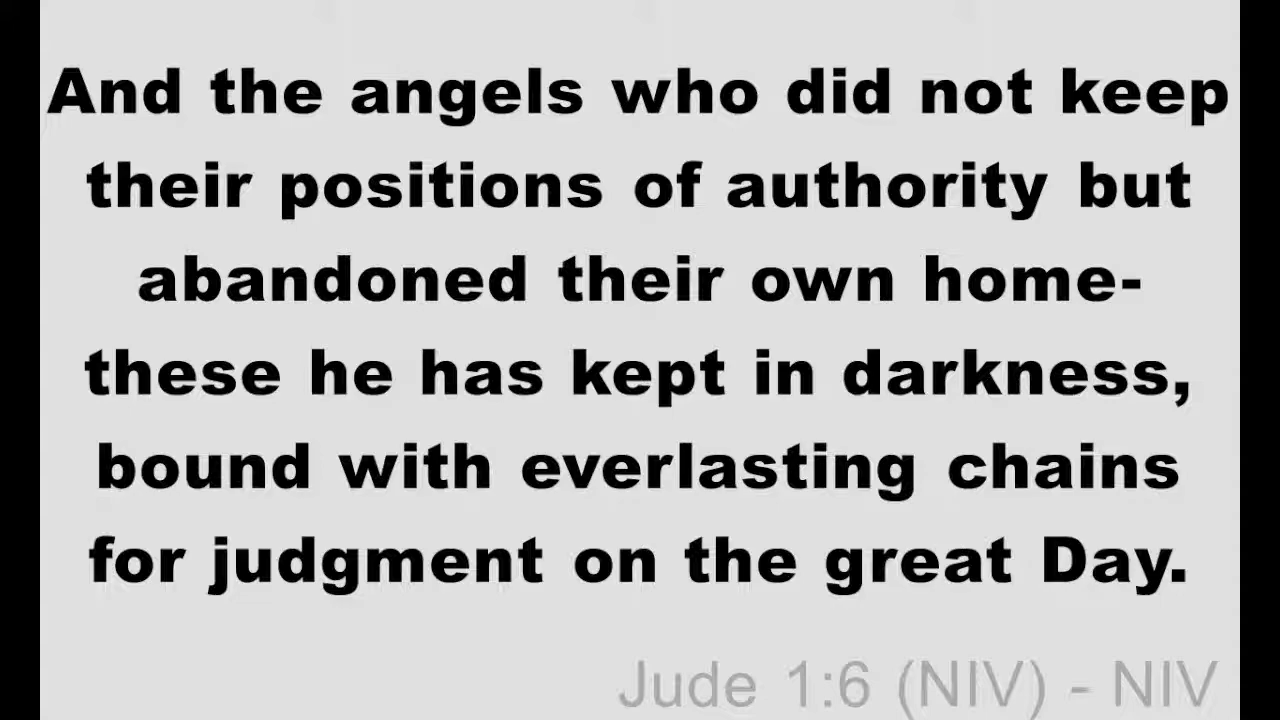 And the angels who did not keep
their positions of authority but
abandoned their own home-
these he has kept in darkness,
bound with everlasting chains
for judgment on the great Day.
Jude 1:6 (NIV) - NIV